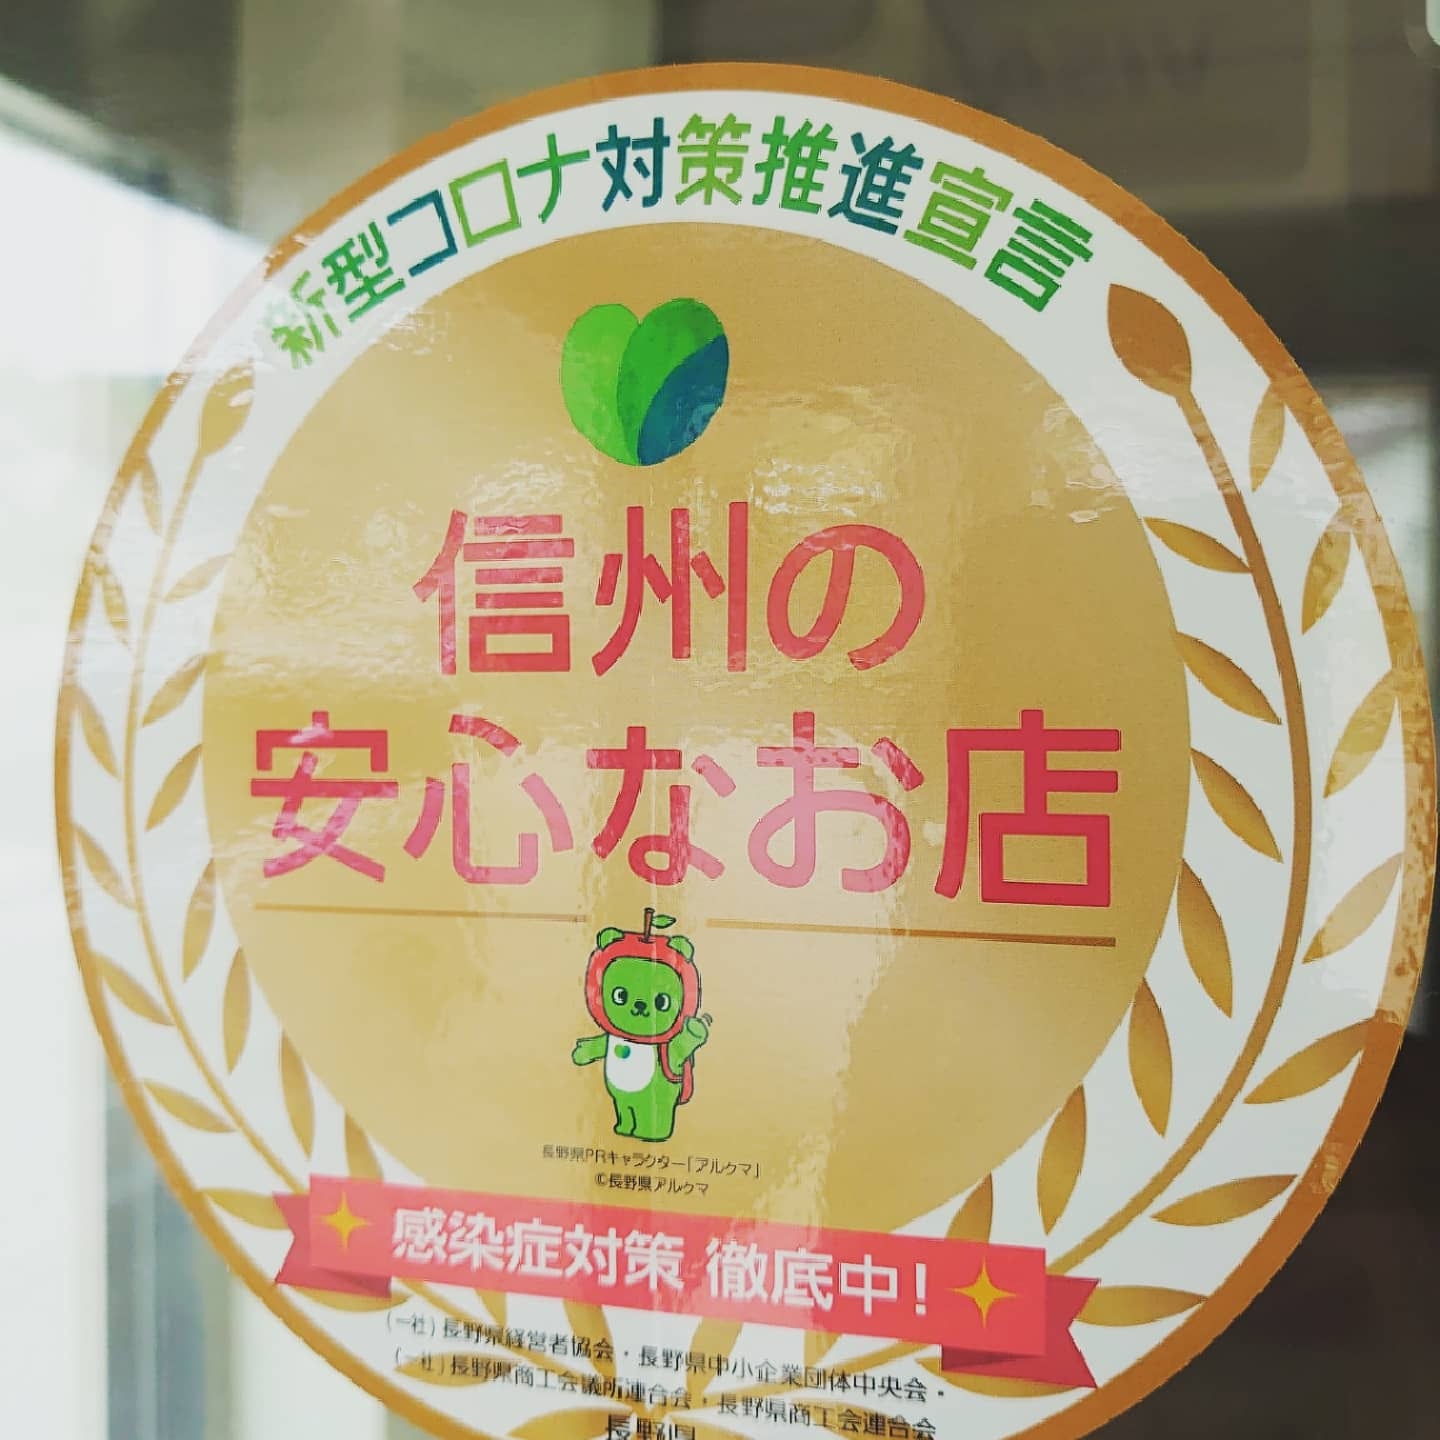 新型コロナ対策推進宣言
信州の
安心なお店
長野県PRキャラクター「アルクマ」
©長野県アルクマ
感染症対策 徹底中!
(一社)長野県経営者協会・長野県中小企業団体中央会・
(一社)長野県商工会議所連合会・長野県商工会連合会
長野県